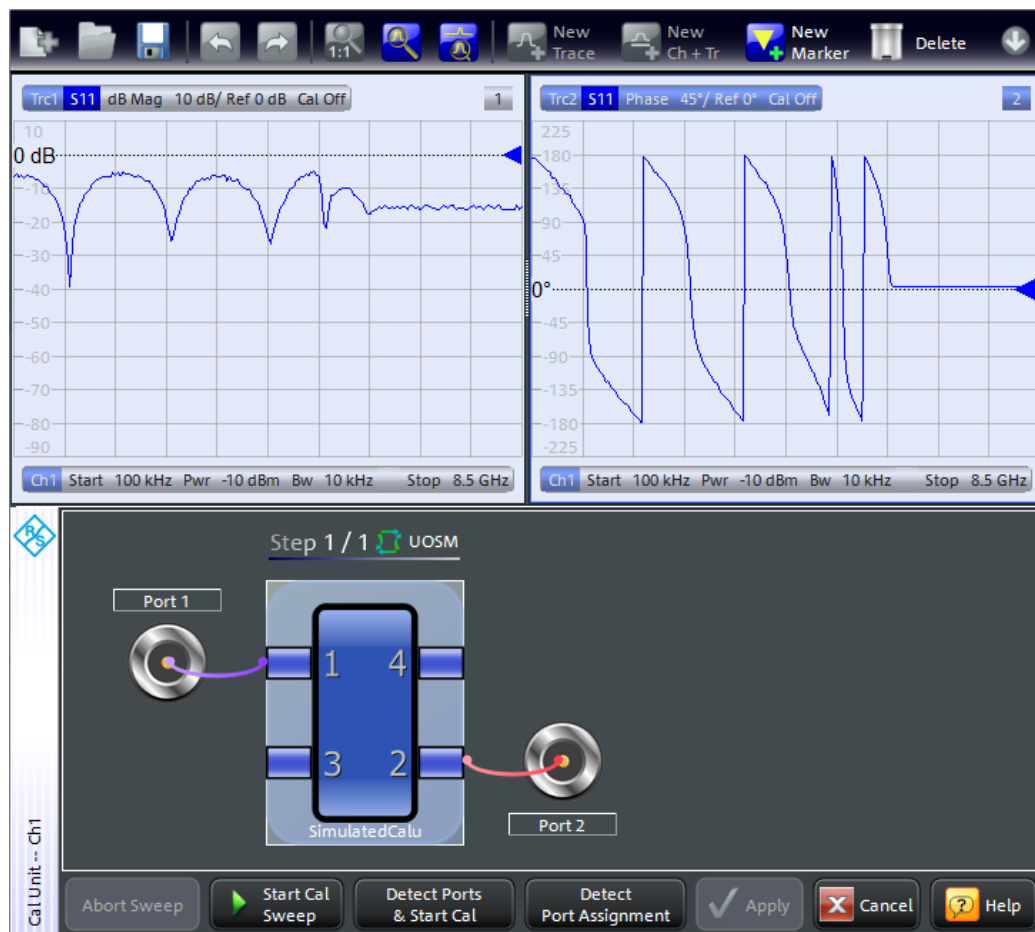 1:1
New Trace
New Ch + Tr
New Marker
Delete
Trc1 S11 dB Mag 10 dB/ Ref 0 dB Cal Off 1
10
0 dB
-10
-20
-30
-40
-50
-60
-70
-80
-90
Ch1 Start 100 kHz Pwr -10 dBm Bw 10 kHz Stop 8.5 GHz
Trc2 S11 Phase 45°/ Ref 0° Cal Off 2
225
180
135
90
45
0°
-45
-90
-135
-180
-225
Ch1 Start 100 kHz Pwr -10 dBm Bw 10 kHz Stop 8.5 GHz
R&S
Cal Unit -- Ch1
Step 1 / 1 UOSM
Port 1
1 4
3 2
SimulatedCalu
Port 2
Abort Sweep
Start Cal
Sweep
Detect Ports
& Start Cal
Detect
Port Assignment
Apply
Cancel
Help